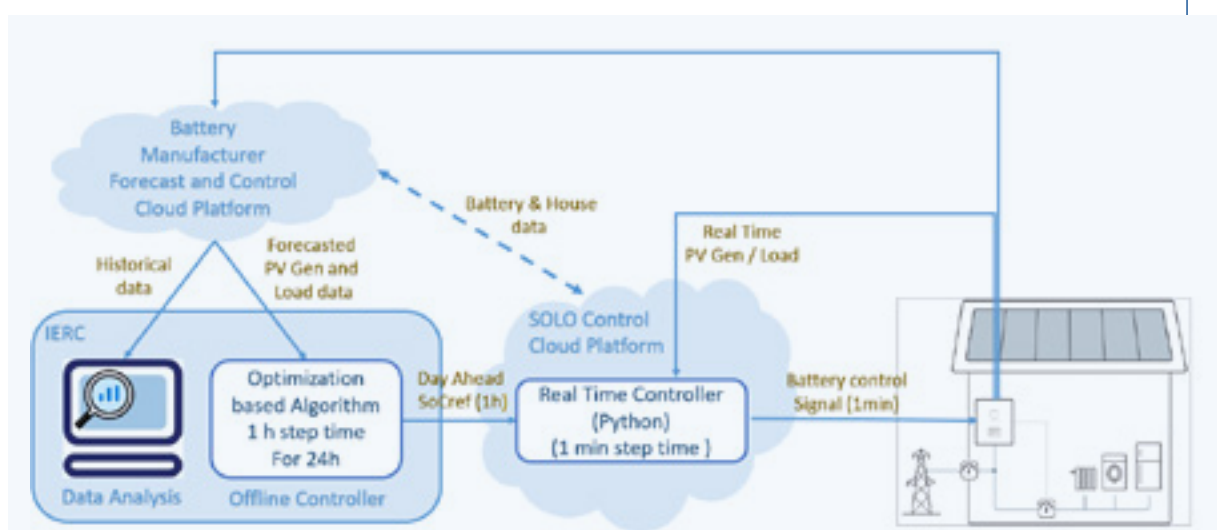 Battery
Manufacturer
Forecast and Control
Cloud Platform
Battery & House
data
Real Time
PV Gen / Load
Historical
data
Forecasted
PV Gen and
Load data
IERC
SOLO Control
Cloud Platform
Optimization
based Algorithm
1 h step time
For 24h
Day Ahead
SoCref (1h)
Real Time Controller
(Python)
(1 min step time )
Battery control
Signal (1min)
Data Analysis
Offline Controller